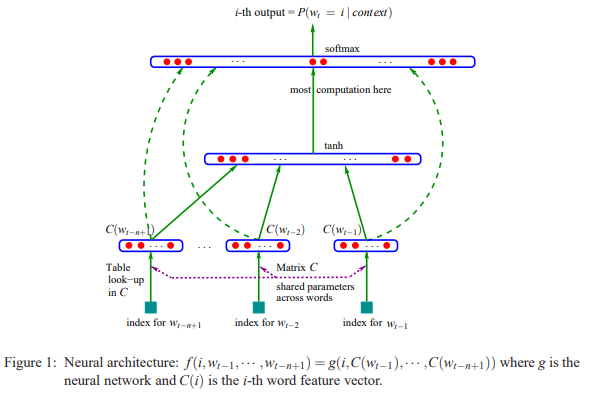 i-th output = P(w_t = i | context)
softmax
. . .
. . .
most computation here
tanh
. . .
. . .
C(w_{t−n+1})
C(w_{t−2})
C(w_{t−1})
. . .
. . .
. . .
. . .
Table
look−up
in C
Matrix C
shared parameters
across words
index for w_{t−n+1}
index for w_{t−2}
index for w_{t−1}
Figure 1: Neural architecture: f(i,w_{t−1},··· ,w_{t−n+1}) = g(i,C(w_{t−1}),··· ,C(w_{t−n+1})) where g is the
neural network and C(i) is the i-th word feature vector.